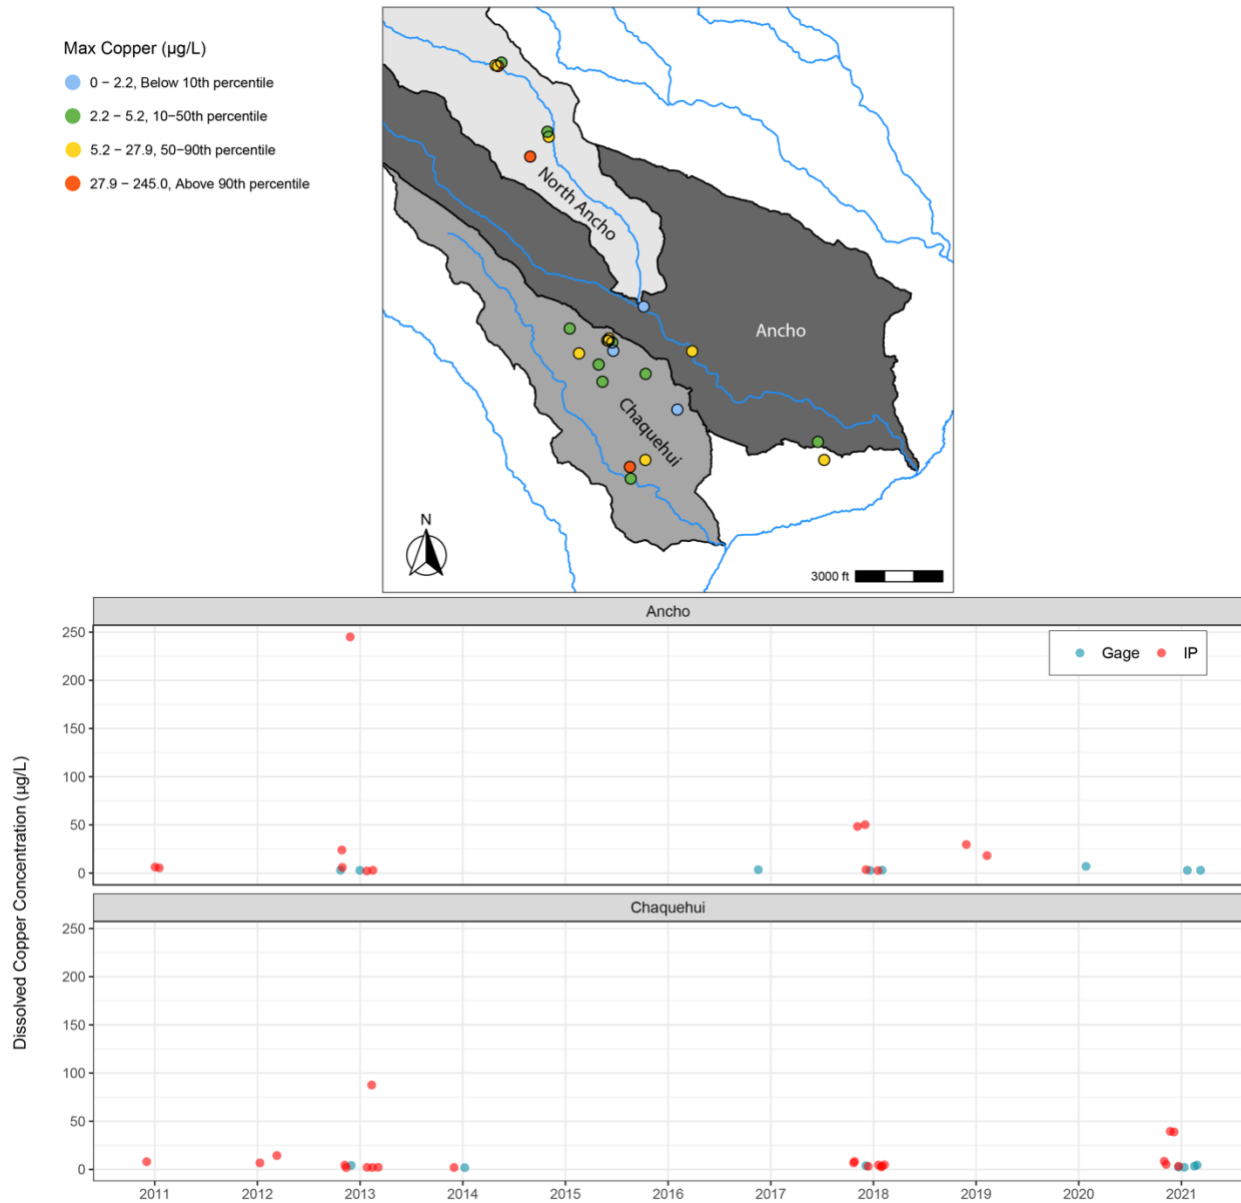 Max Copper (µg/L)
0 − 2.2, Below 10th percentile
2.2 − 5.2, 10−50th percentile
5.2 − 27.9, 50−90th percentile
27.9 − 245.0, Above 90th percentile
North Ancho
Ancho
Chaquehui
N
3000 ft
Ancho
Gage
IP
250
200
150
100
50
0
Chaquehui
250
200
150
100
50
0
Dissolved Copper Concentration (µg/L)
2011 2012 2013 2014 2015 2016 2017 2018 2019 2020 2021